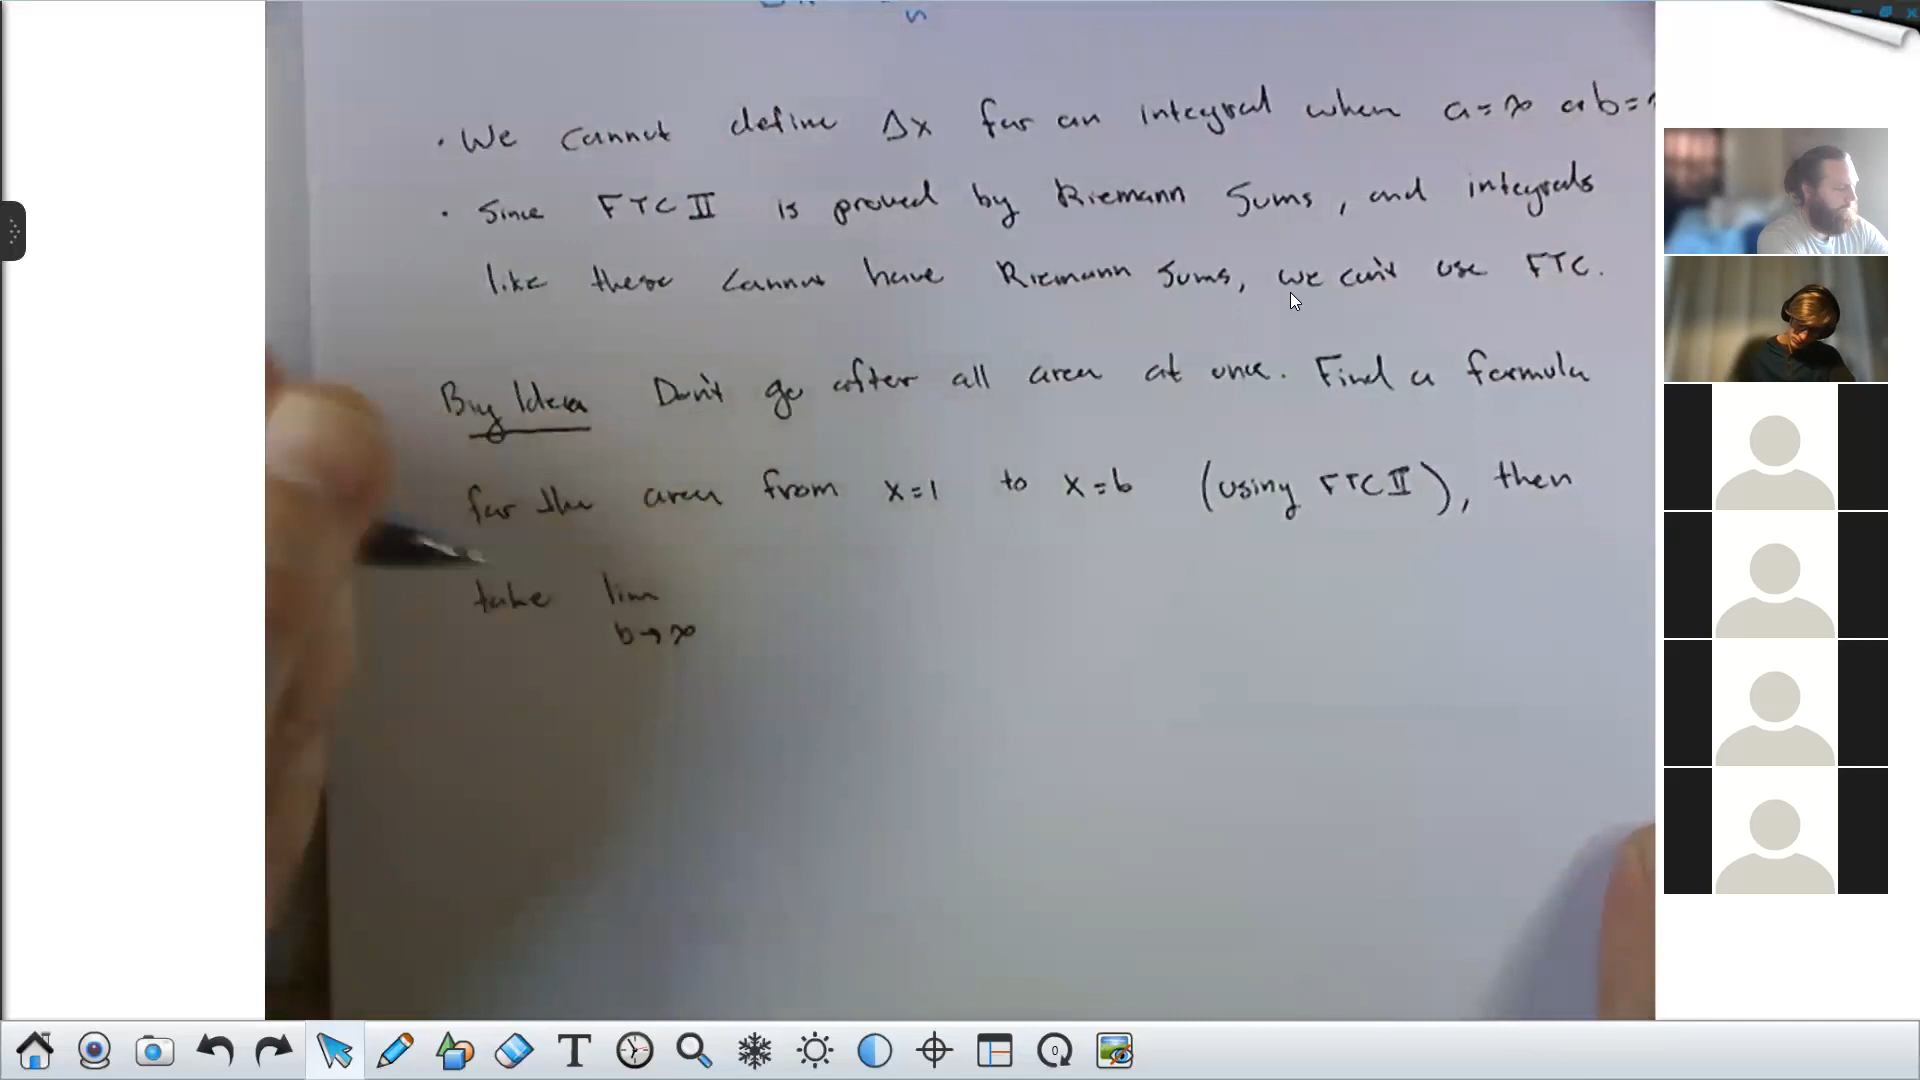 n
· We cannot define Δx for an integral when a=∞ or b=
· Since FTC II is proved by Riemann Sums, and integrals
like these cannot have Riemann Sums, we can't use FTC.
Big Idea Don't go after all area at once. Find a formula
for the area from x=1 to x=b (using FTC II), then
take lim
b→∞
T
0